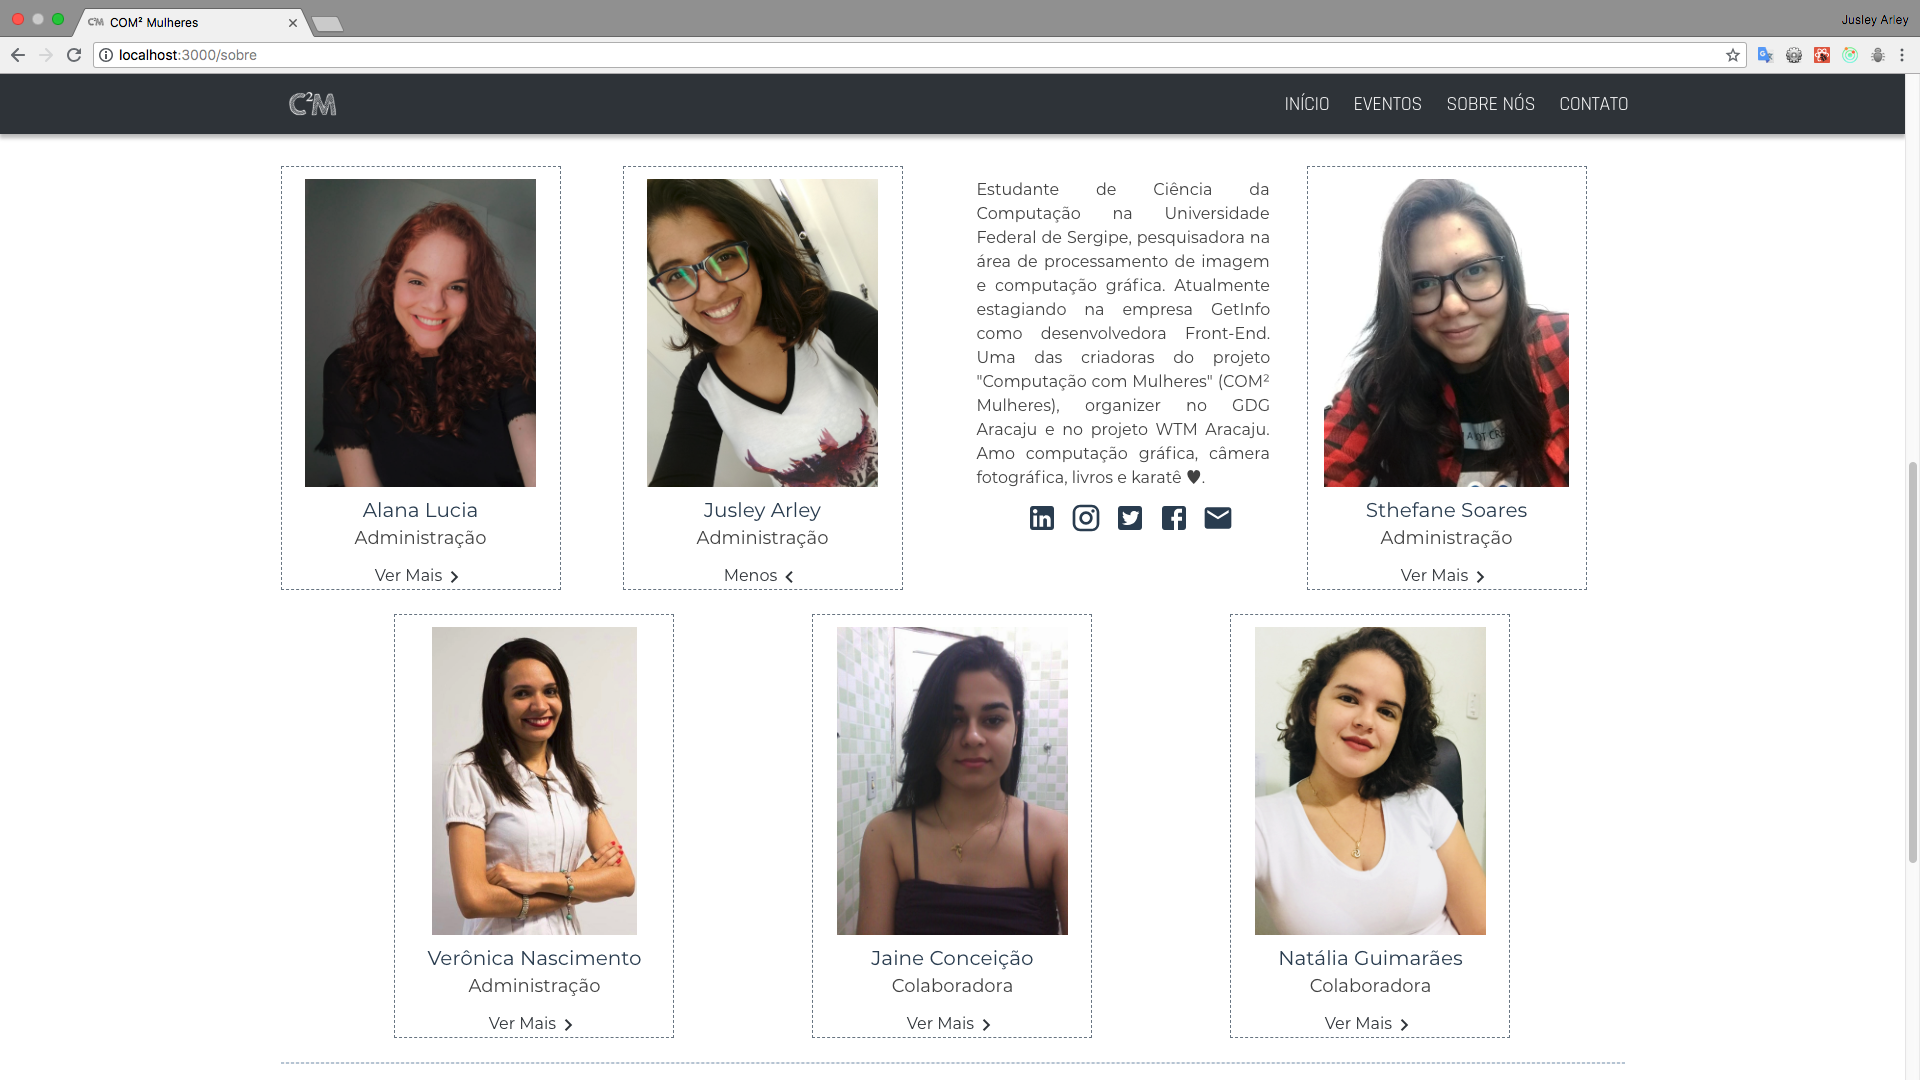 C²M COM² Mulheres
Jusley Arley
localhost:3000/sobre
C²M
INÍCIO EVENTOS SOBRE NÓS CONTATO
Alana Lucia
Administração
Ver Mais
Jusley Arley
Administração
Menos
Estudante de Ciência da
Computação na Universidade
Federal de Sergipe, pesquisadora na
área de processamento de imagem
e computação gráfica. Atualmente
estagiando na empresa GetInfo
como desenvolvedora Front-End.
Uma das criadoras do projeto
"Computação com Mulheres" (COM²
Mulheres), organizer no GDG
Aracaju e no projeto WTM Aracaju.
Amo computação gráfica, câmera
fotográfica, livros e karatê ♥.
Sthefane Soares
Administração
Ver Mais
Verônica Nascimento
Administração
Ver Mais
Jaine Conceição
Colaboradora
Ver Mais
Natália Guimarães
Colaboradora
Ver Mais